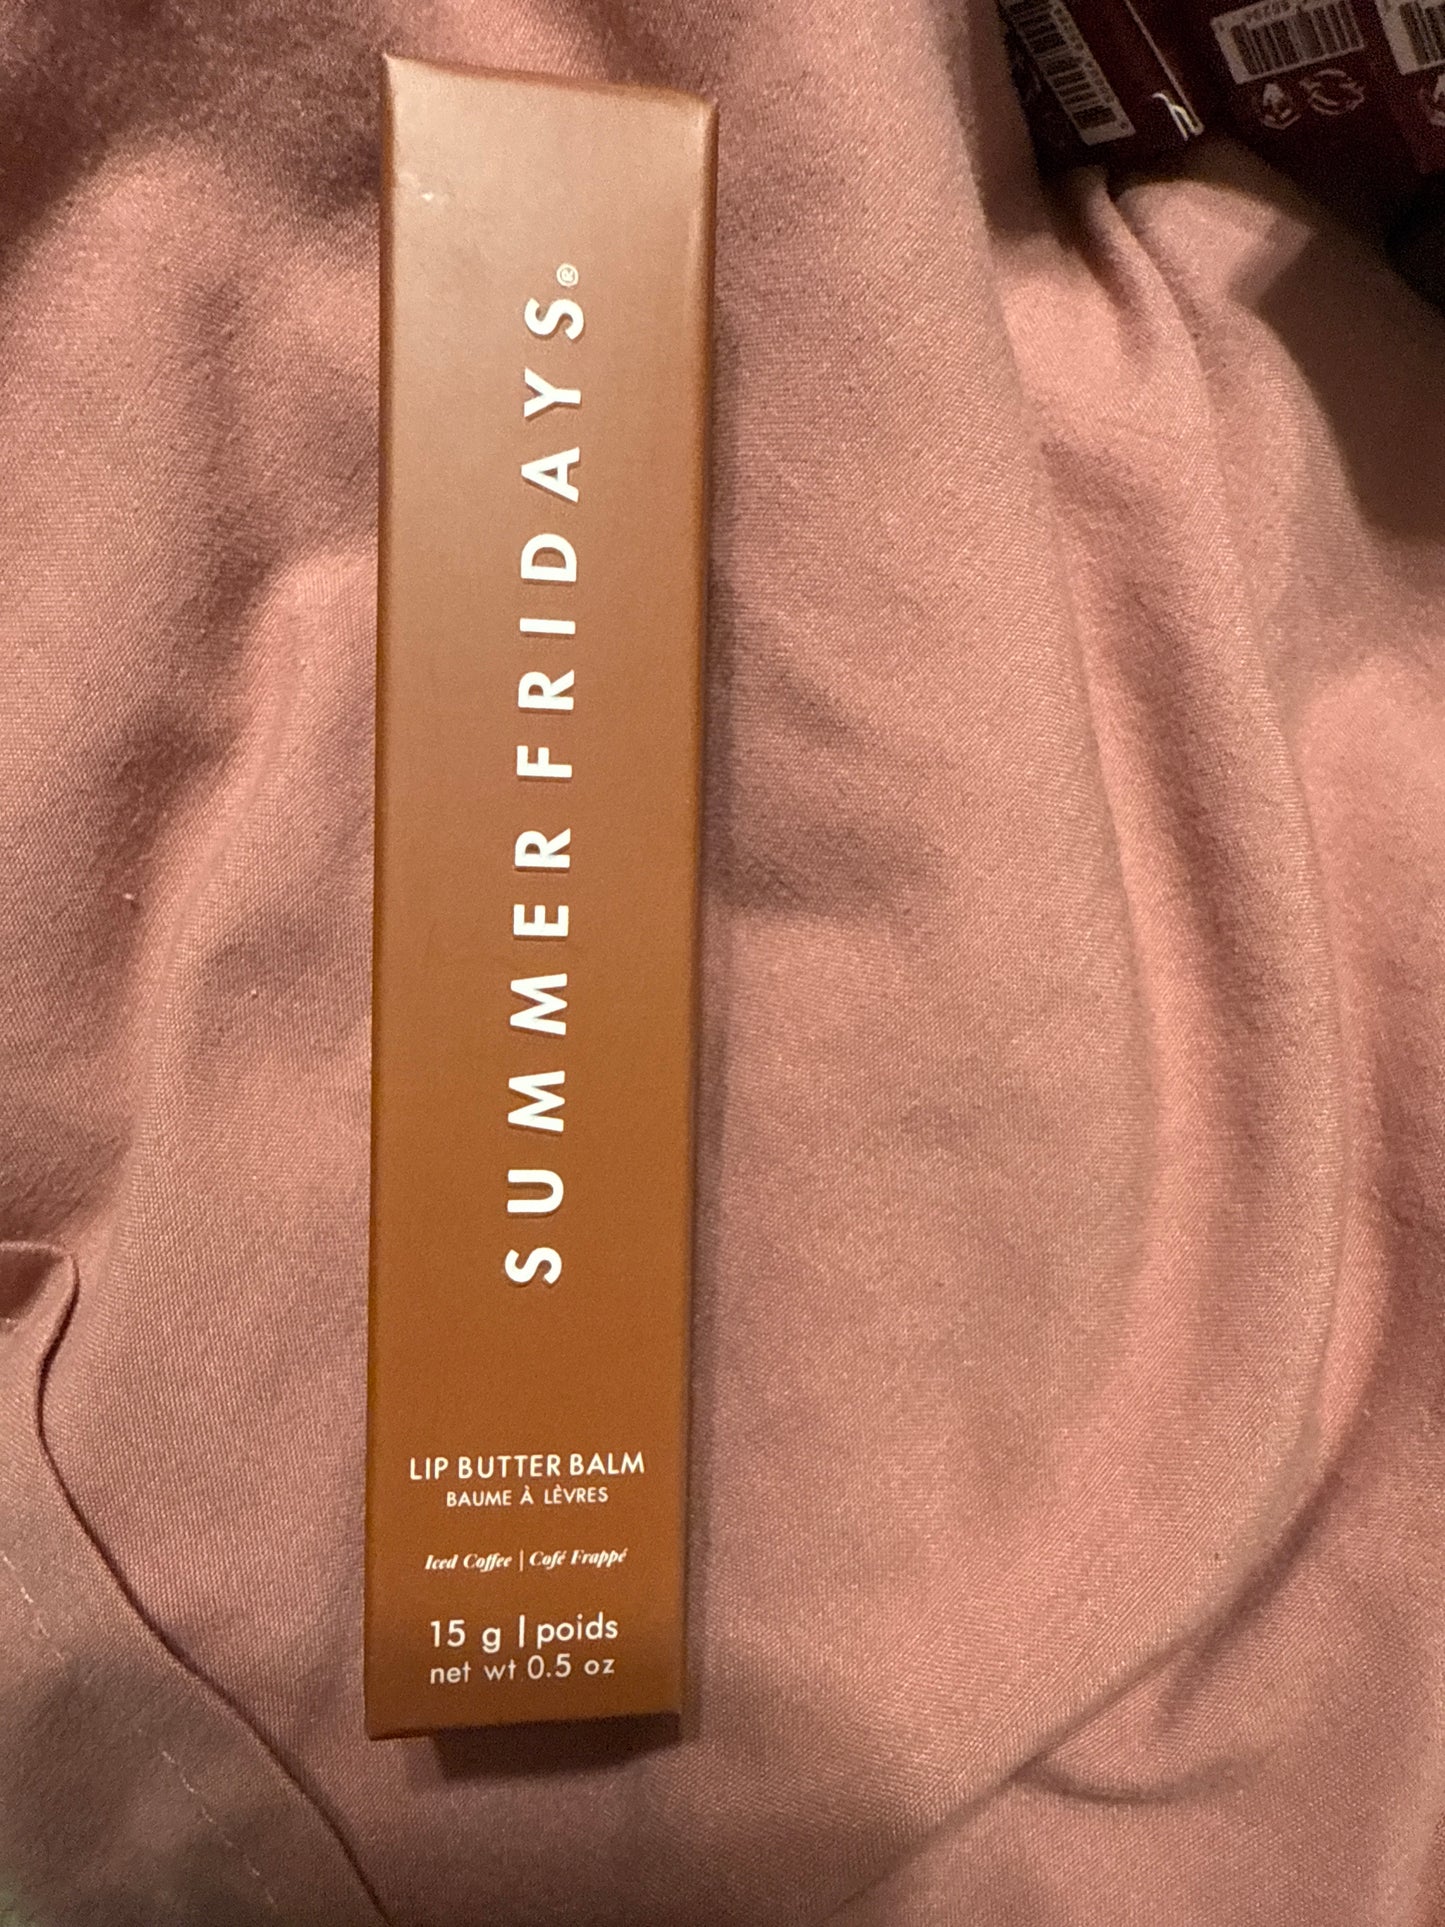 SUMMER FRIDAYS®
LIP BUTTER BALM
BAUME À LÈVRES
Iced Coffee | Café Frappé
15 g | poids
net wt 0.5 oz